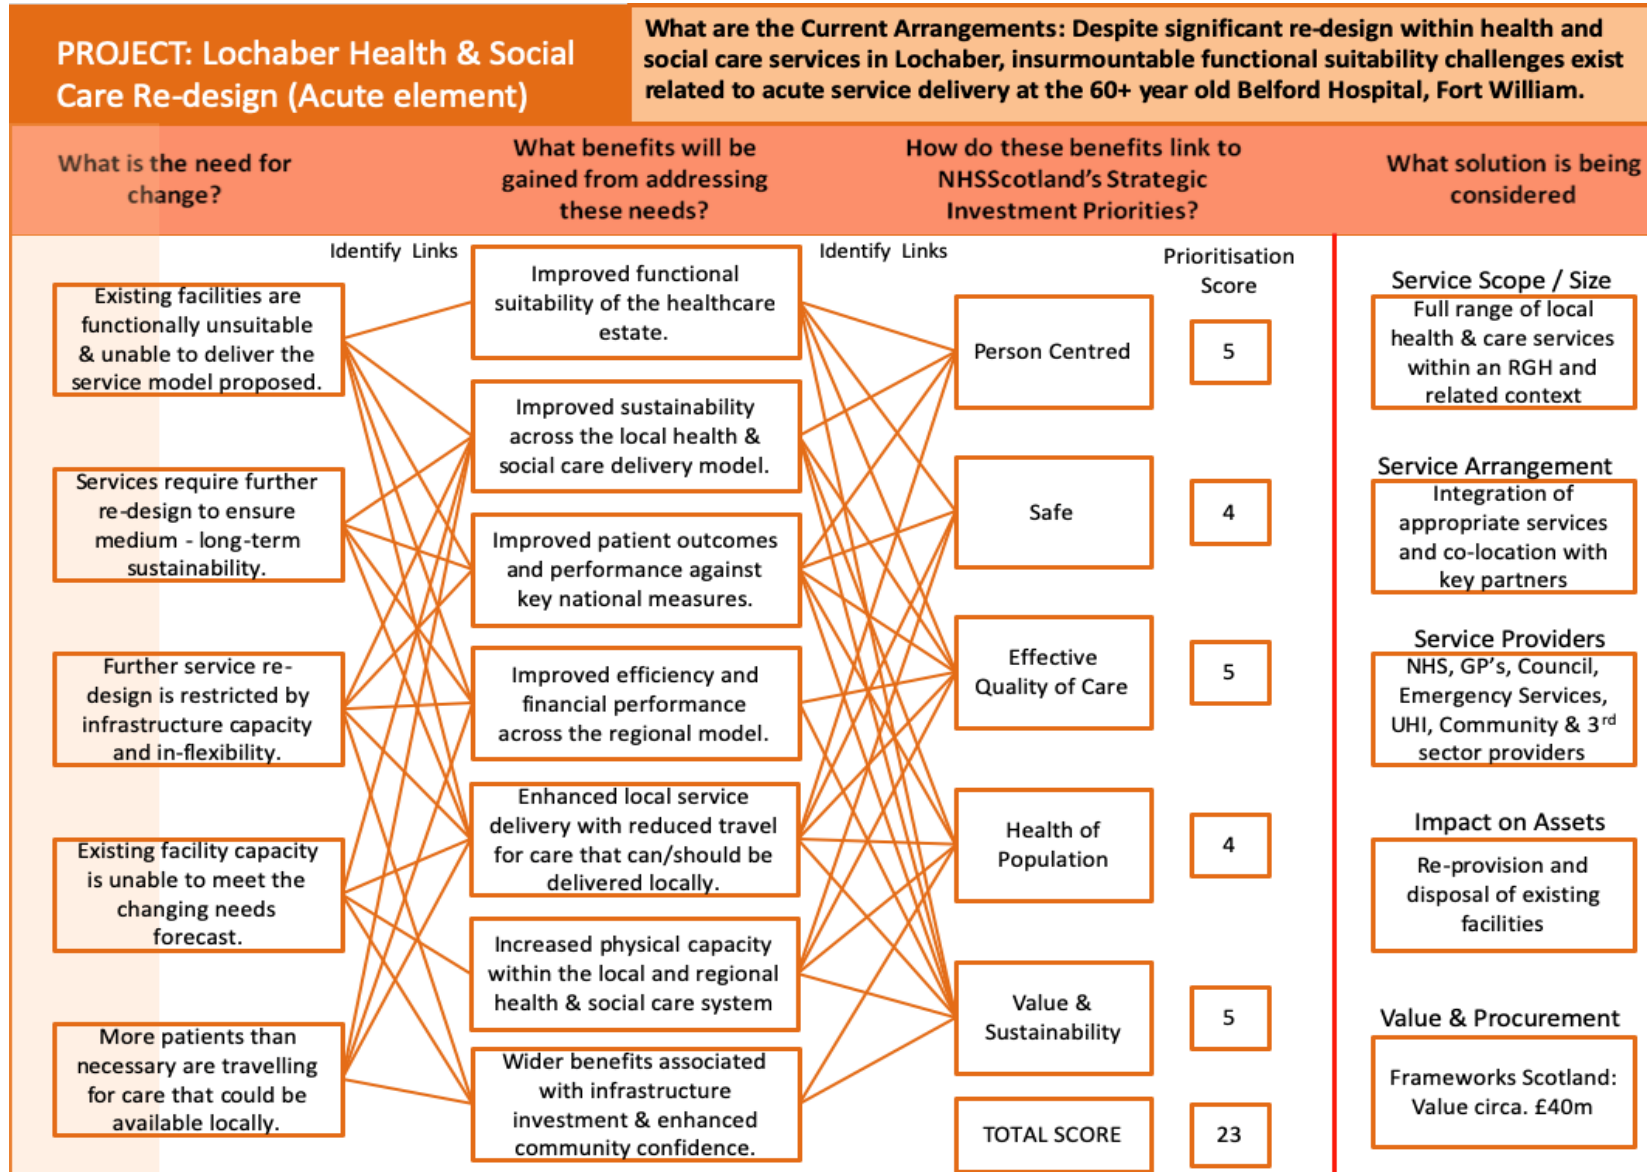 PROJECT: Lochaber Health & Social
Care Re-design (Acute element)
What are the Current Arrangements: Despite significant re-design within health and
social care services in Lochaber, insurmountable functional suitability challenges exist
related to acute service delivery at the 60+ year old Belford Hospital, Fort William.
What is the need for
change?
What benefits will be
gained from addressing
these needs?
How do these benefits link to
NHSScotland's Strategic
Investment Priorities?
What solution is being
considered
Identify Links
Existing facilities are
functionally unsuitable
& unable to deliver the
service model proposed.
Services require further
re-design to ensure
medium - long-term
sustainability.
Further service re-
design is restricted by
infrastructure capacity
and in-flexibility.
Existing facility capacity
is unable to meet the
changing needs
forecast.
More patients than
necessary are travelling
for care that could be
available locally.
Improved functional
suitability of the healthcare
estate.
Improved sustainability
across the local health &
social care delivery model.
Improved patient outcomes
and performance against
key national measures.
Improved efficiency and
financial performance
across the regional model.
Enhanced local service
delivery with reduced travel
for care that can/should be
delivered locally.
Increased physical capacity
within the local and regional
health & social care system
Wider benefits associated
with infrastructure
investment & enhanced
community confidence.
Identify Links
Prioritisation
Score
Person Centred
5
Safe
4
Effective
Quality of Care
5
Health of
Population
4
Value &
Sustainability
5
TOTAL SCORE
23
Service Scope / Size
Full range of local
health & care services
within an RGH and
related context
Service Arrangement
Integration of
appropriate services
and co-location with
key partners
Service Providers
NHS, GP's, Council,
Emergency Services,
UHI, Community & 3rd
sector providers
Impact on Assets
Re-provision and
disposal of existing
facilities
Value & Procurement
Frameworks Scotland:
Value circa. £40m